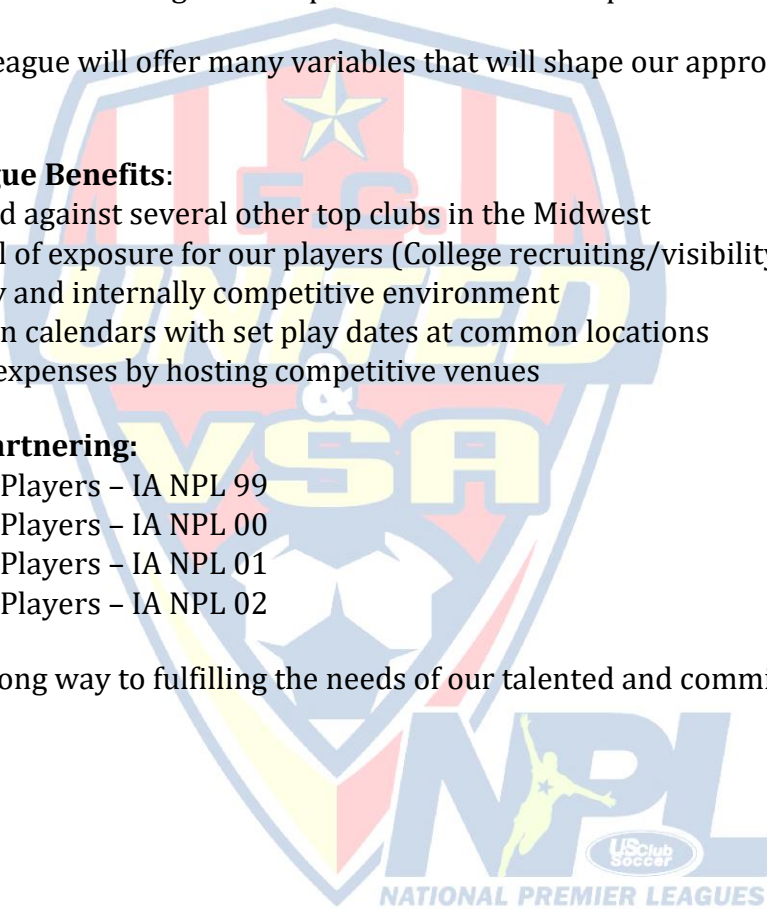 eague will offer many variables that will shape our appro
gue Benefits:
d against several other top clubs in the Midwest
l of exposure for our players (College recruiting/visibility
y and internally competitive environment
n calendars with set play dates at common locations
expenses by hosting competitive venues
artnering:
Players – IA NPL 99
Players – IA NPL 00
Players – IA NPL 01
Players – IA NPL 02
ong way to fulfilling the needs of our talented and commi
F.C.
UNITED
&
VSA
NPL
US Club
Soccer
NATIONAL PREMIER LEAGUES